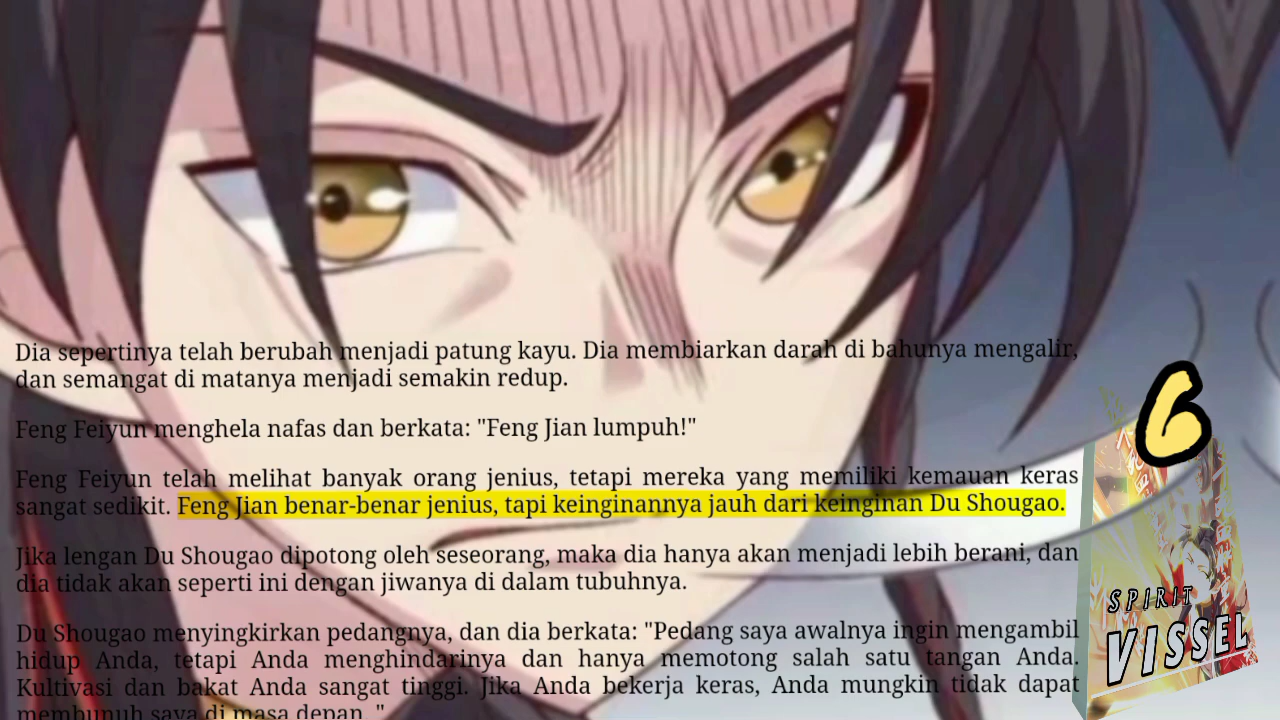 Dia sepertinya telah berubah menjadi patung kayu. Dia membiarkan darah di bahunya mengalir,
dan semangat di matanya menjadi semakin redup.
Feng Feiyun menghela nafas dan berkata: "Feng Jian lumpuh!"
Feng Feiyun telah melihat banyak orang jenius, tetapi mereka yang memiliki kemauan keras
sangat sedikit. Feng Jian benar-benar jenius, tapi keinginannya jauh dari keinginan Du Shougao.
Jika lengan Du Shougao dipotong oleh seseorang, maka dia hanya akan menjadi lebih berani, dan
dia tidak akan seperti ini dengan jiwanya di dalam tubuhnya.
Du Shougao menyingkirkan pedangnya, dan dia berkata: "Pedang saya awalnya ingin mengambil
hidup Anda, tetapi Anda menghindarinya dan hanya memotong salah satu tangan Anda.
Kultivasi dan bakat Anda sangat tinggi. Jika Anda bekerja keras, Anda mungkin tidak dapat
membunuh saya di masa depan. "
6
SPIRIT
VISSEL